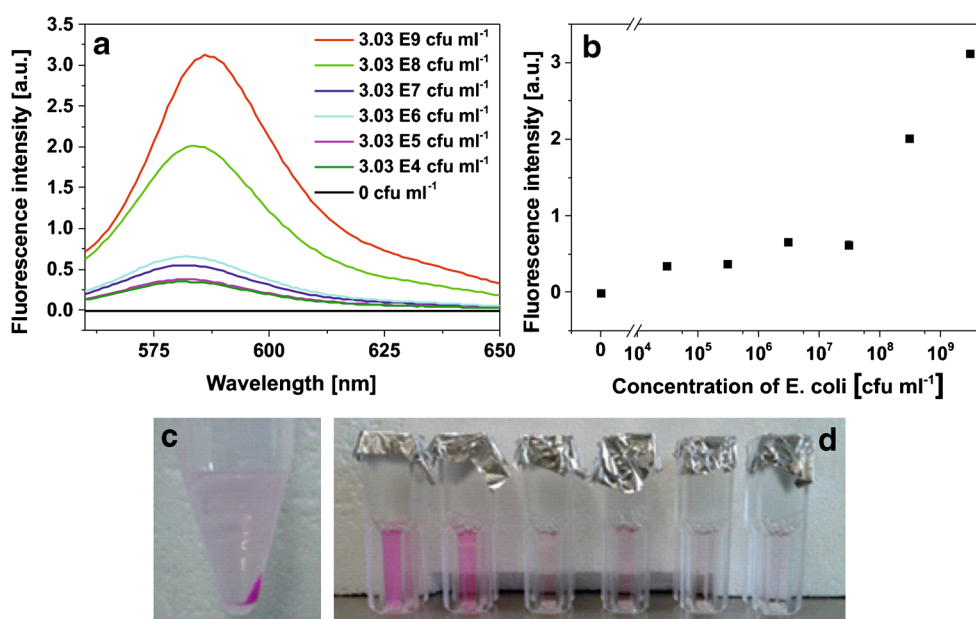 a
Fluorescence intensity [a.u.]
3.5
3.0
2.5
2.0
1.5
1.0
0.5
0.0
3.03 E9 cfu ml⁻¹
3.03 E8 cfu ml⁻¹
3.03 E7 cfu ml⁻¹
3.03 E6 cfu ml⁻¹
3.03 E5 cfu ml⁻¹
3.03 E4 cfu ml⁻¹
0 cfu ml⁻¹
575 600 625 650
Wavelength [nm]
b
Fluorescence intensity [a.u.]
3
2
1
0
0 10⁴ 10⁵ 10⁶ 10⁷ 10⁸ 10⁹
Concentration of E. coli [cfu ml⁻¹]
c
d